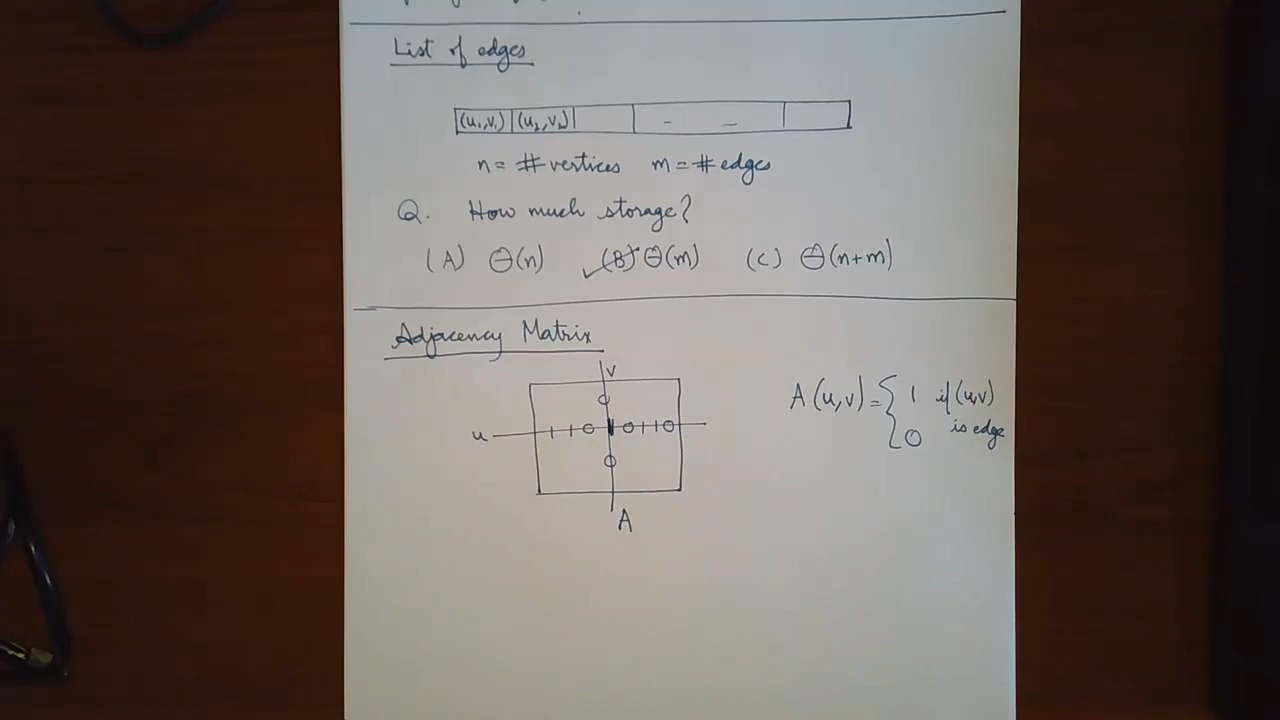 List of edges
(u₁,v₁) (u₂,v₂) - -
n = # vertices m = # edges
Q. How much storage?
(A) Θ(n) ✓(B) Θ(m) (C) Θ(n+m)
Adjacency Matrix
v
u 1 1 0 0 1 1 0
A
A(u,v) = { 1 if (u,v)
0 is edge